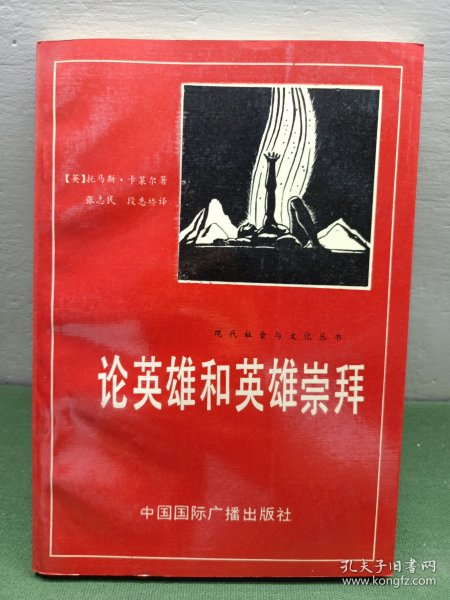 【英】托马斯·卡莱尔著
张志民 段忠桥译
现代社会与文化丛书
论英雄和英雄崇拜
中国国际广播出版社
孔夫子旧书网
www.kongfz.com